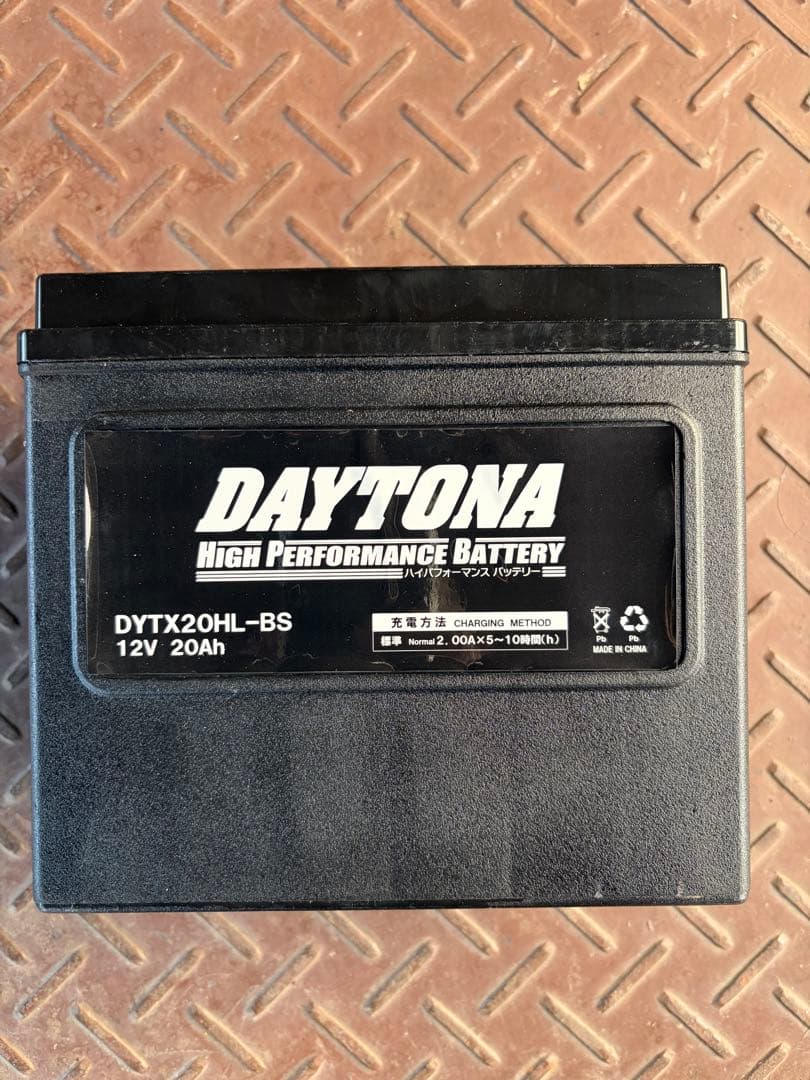 DAYTONA
HIGH PERFORMANCE BATTERY
ハイパフォーマンス バッテリー
DYTX20HL-BS
12V 20Ah
充電方法 CHARGING METHOD
標準 Normal 2.00A×5〜10時間(h)
Pb Pb
MADE IN CHINA